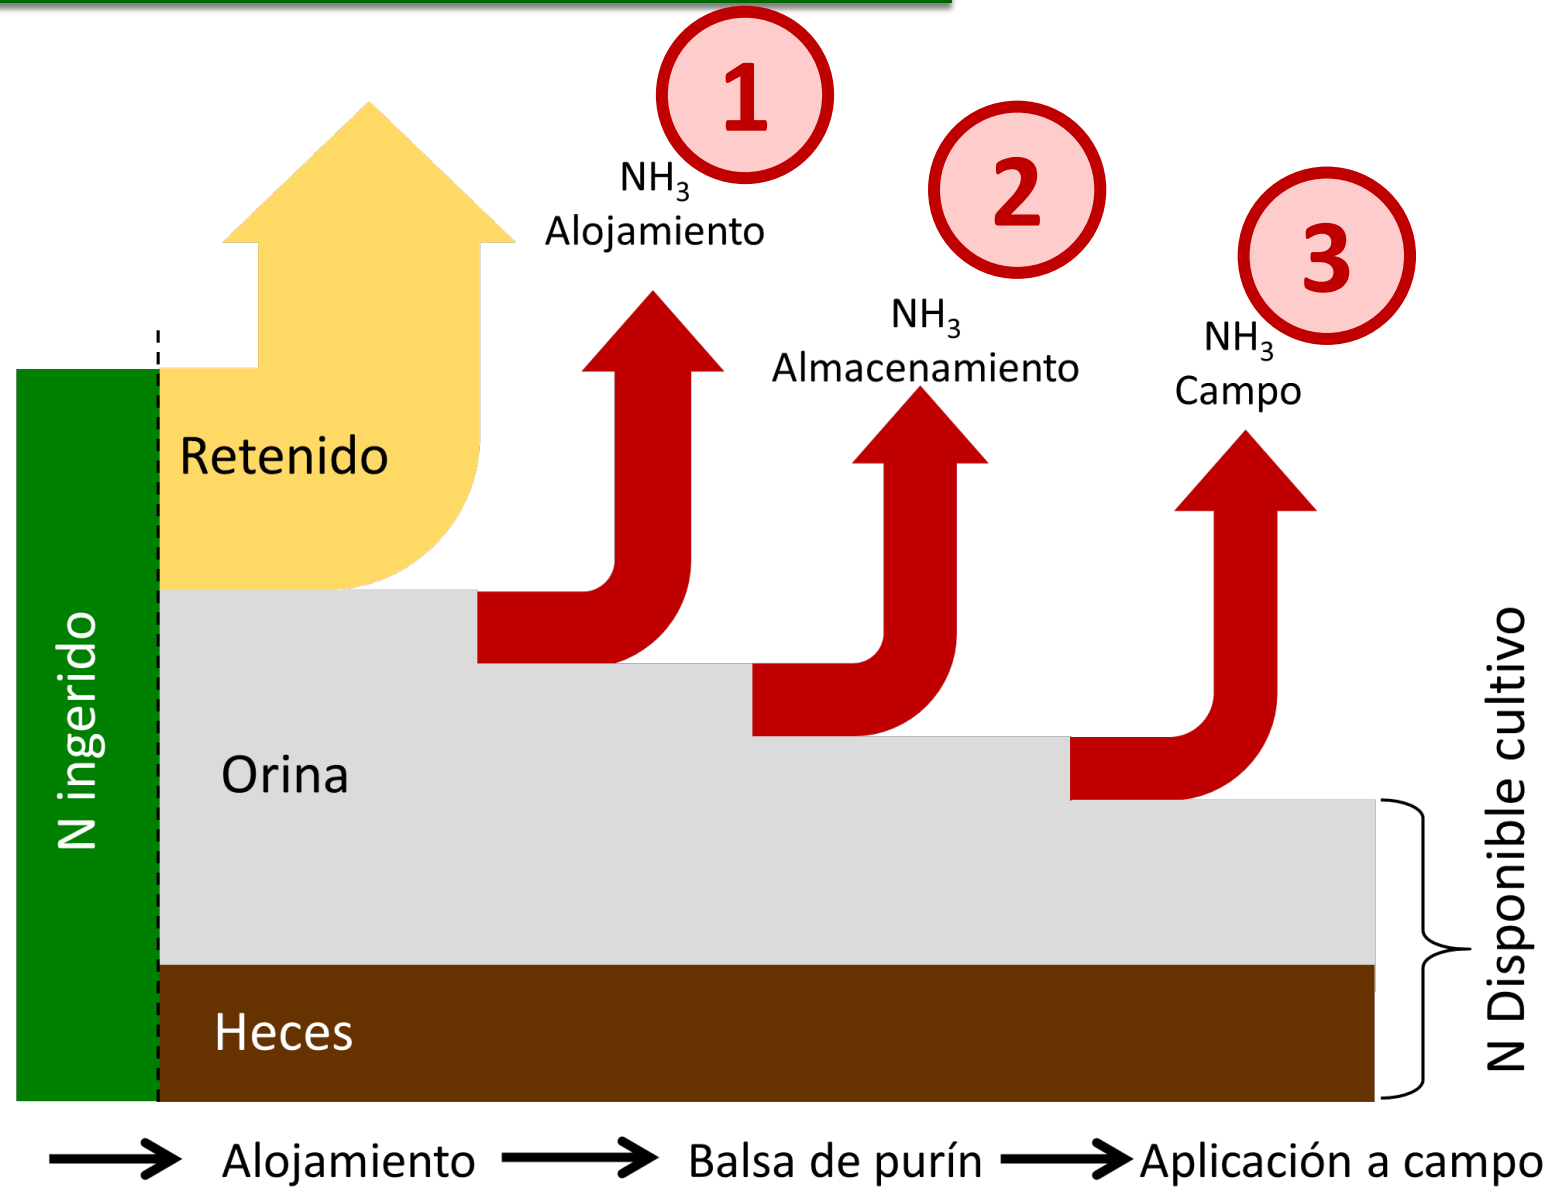 1
NH₃
Alojamiento
2
NH₃
Almacenamiento
3
NH₃
Campo
Retenido
N ingerido
Orina
Heces
N Disponible cultivo
Alojamiento
Balsa de purín
Aplicación a campo